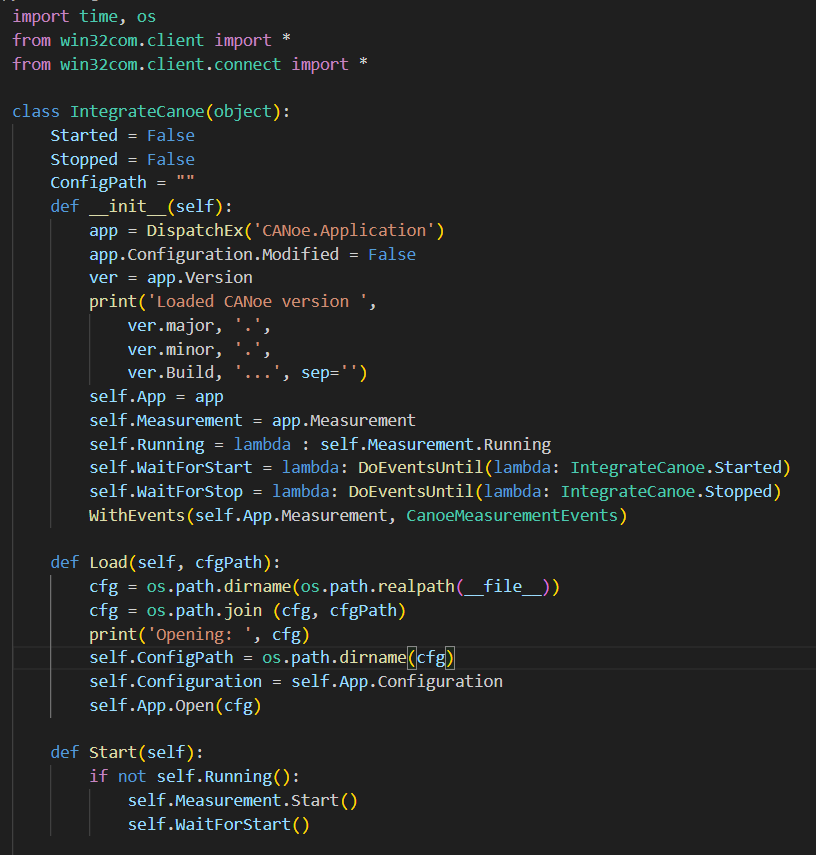 import time, os
from win32com.client import *
from win32com.client.connect import *
class IntegrateCanoe(object):
    Started = False
    Stopped = False
    ConfigPath = ""
    def __init__(self):
        app = DispatchEx('CANoe.Application')
        app.Configuration.Modified = False
        ver = app.Version
        print('Loaded CANoe version ',
            ver.major, '.',
            ver.minor, '.',
            ver.Build, '...', sep='')
        self.App = app
        self.Measurement = app.Measurement
        self.Running = lambda : self.Measurement.Running
        self.WaitForStart = lambda: DoEventsUntil(lambda: IntegrateCanoe.Started)
        self.WaitForStop = lambda: DoEventsUntil(lambda: IntegrateCanoe.Stopped)
        WithEvents(self.App.Measurement, CanoeMeasurementEvents)
    def Load(self, cfgPath):
        cfg = os.path.dirname(os.path.realpath(__file__))
        cfg = os.path.join (cfg, cfgPath)
        print('Opening: ', cfg)
        self.ConfigPath = os.path.dirname(cfg)
        self.Configuration = self.App.Configuration
        self.App.Open(cfg)
    def Start(self):
        if not self.Running():
            self.Measurement.Start()
            self.WaitForStart()